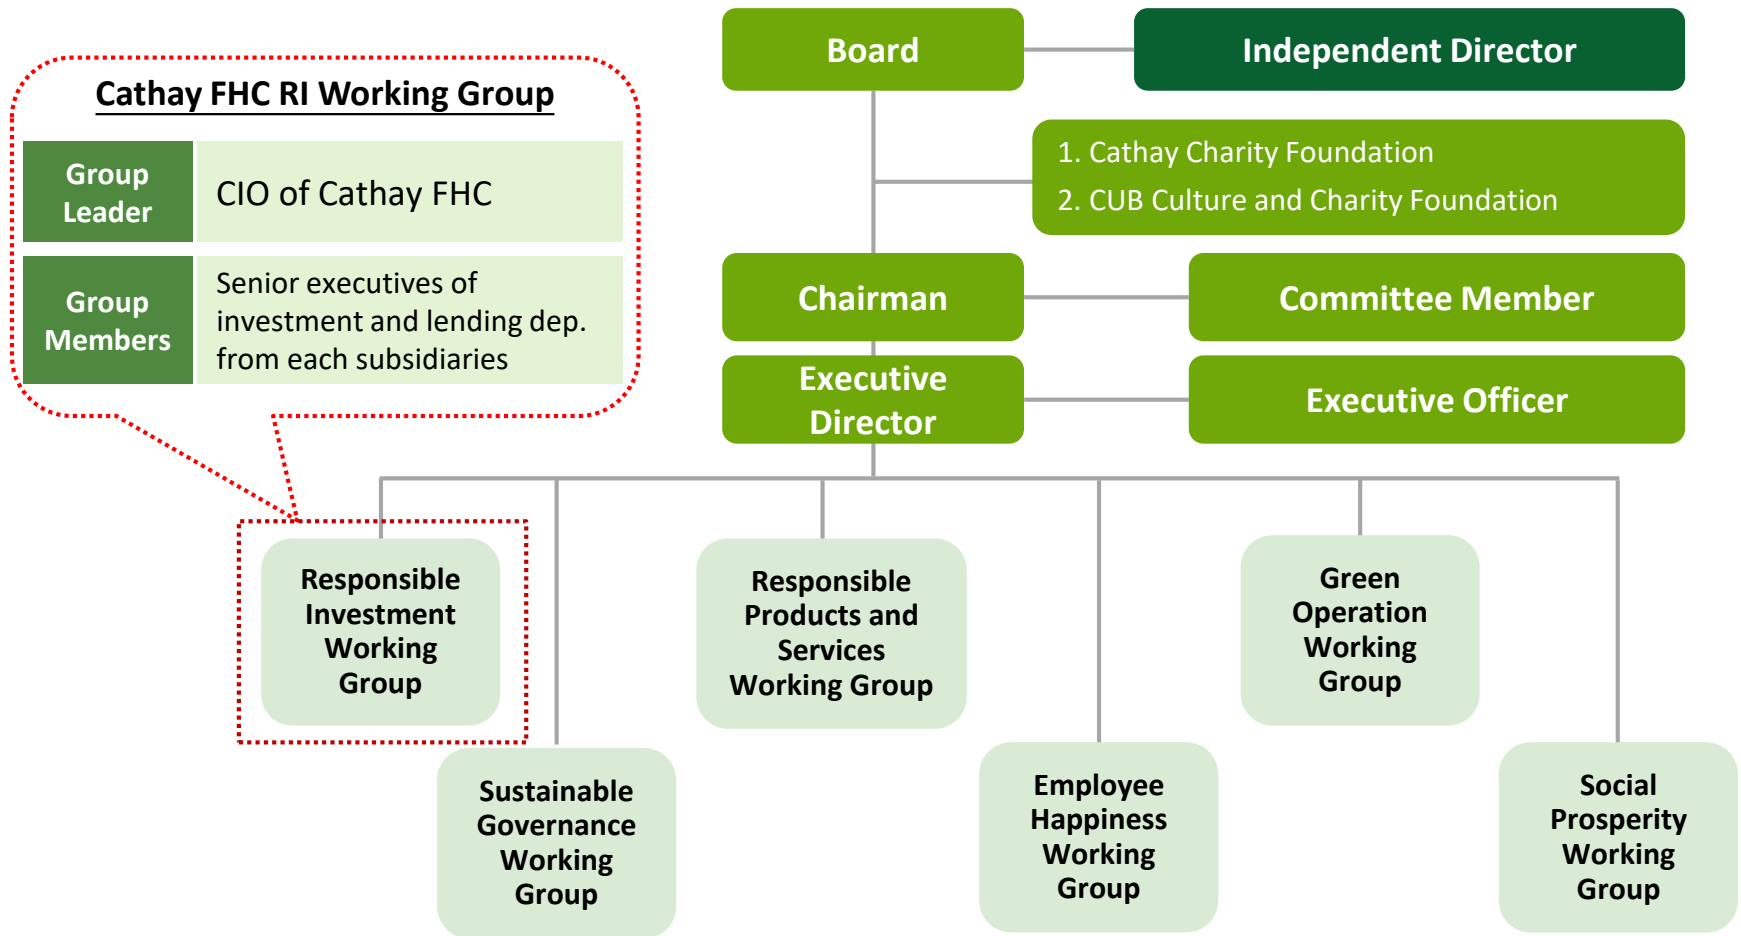 Board
Independent Director
Cathay FHC RI Working Group
Group
Leader
CIO of Cathay FHC
Group
Members
Senior executives of
investment and lending dep.
from each subsidiaries
1. Cathay Charity Foundation
2. CUB Culture and Charity Foundation
Chairman
Committee Member
Executive
Director
Executive Officer
Responsible
Investment
Working
Group
Sustainable
Governance
Working
Group
Responsible
Products and
Services
Working Group
Employee
Happiness
Working
Group
Green
Operation
Working
Group
Social
Prosperity
Working
Group